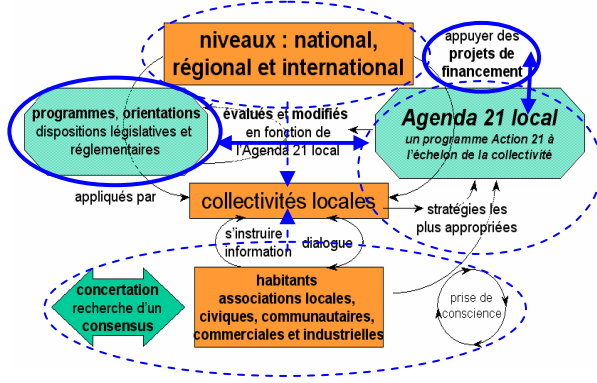 niveaux : national,
régional et international
appuyer des
projets de
financement
programmes, orientations
dispositions législatives et
réglementaires
évalués et modifiés
en fonction de
l'Agenda 21 local
Agenda 21 local
un programme Action 21 à
l'échelon de la collectivité
appliqués par
collectivités locales
stratégies les
plus appropriées
s'instruire
information
dialogue
habitants
associations locales,
civiques, communautaires,
commerciales et industrielles
concertation
recherche d'un
consensus
prise de
conscience